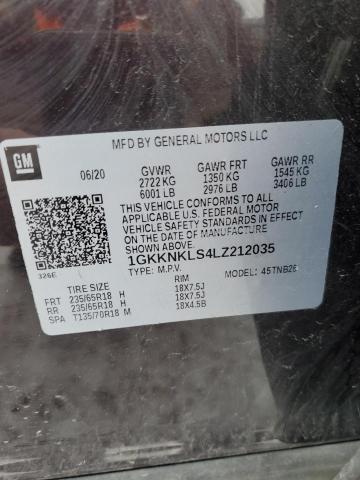 MFD BY GENERAL MOTORS LLC
GM
06/20 GVWR GAWR FRT GAWR RR
2722 KG 1350 KG 1545 KG
6001 LB 2976 LB 3406 LB
THIS VEHICLE CONFORMS TO ALL
APPLICABLE U.S. FEDERAL MOTOR
VEHICLE SAFETY STANDARDS IN EFFECT
ON THE DATE OF MANUFACTURE SHOWN
ABOVE.
326E
1GKKNKLS4LZ212035
TYPE: M.P.V. MODEL: 45TNB26
TIRE SIZE RIM
FRT 235/65R18 H 18X7.5J
RR 235/65R18 H 18X7.5J
SPA T135/70R18 M 18X4.5B